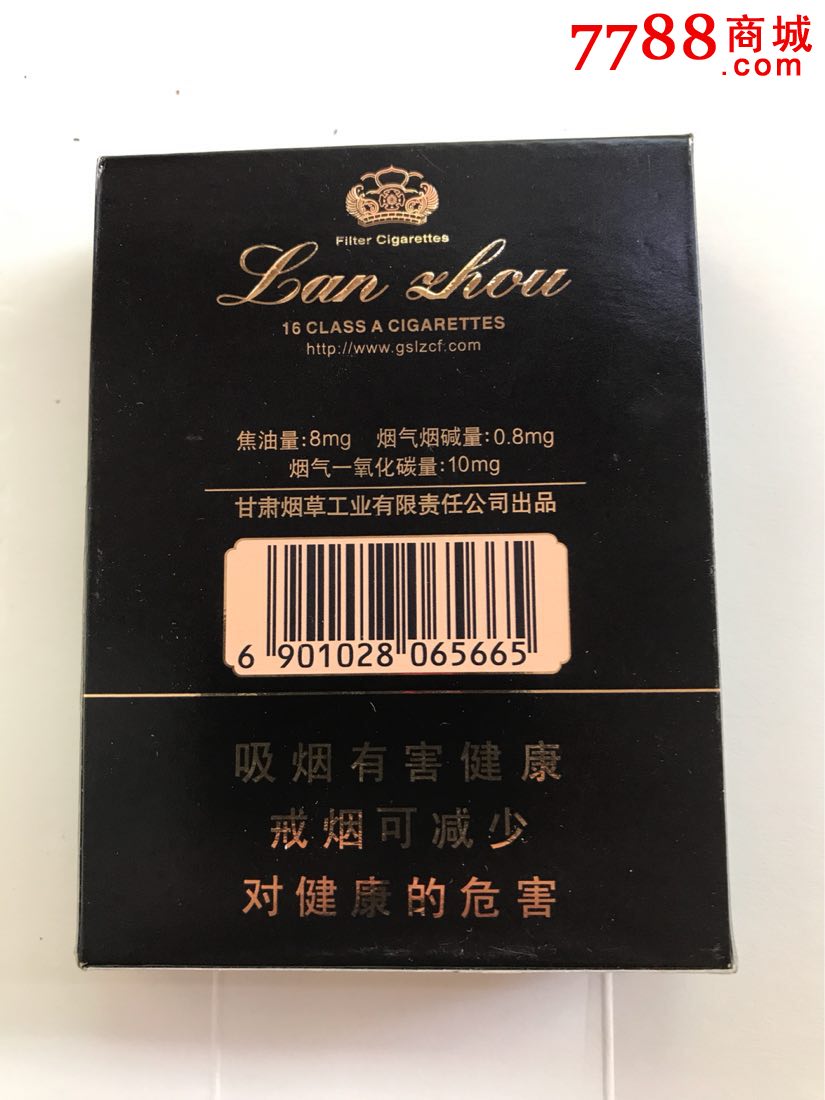 7788商城
.com
Filter Cigarettes
Lan zhou
16 CLASS A CIGARETTES
http://www.gslzcf.com
焦油量:8mg 烟气烟碱量:0.8mg
烟气一氧化碳量:10mg
甘肃烟草工业有限责任公司出品
6 901028 065665
吸烟有害健康
戒烟可减少
对健康的危害